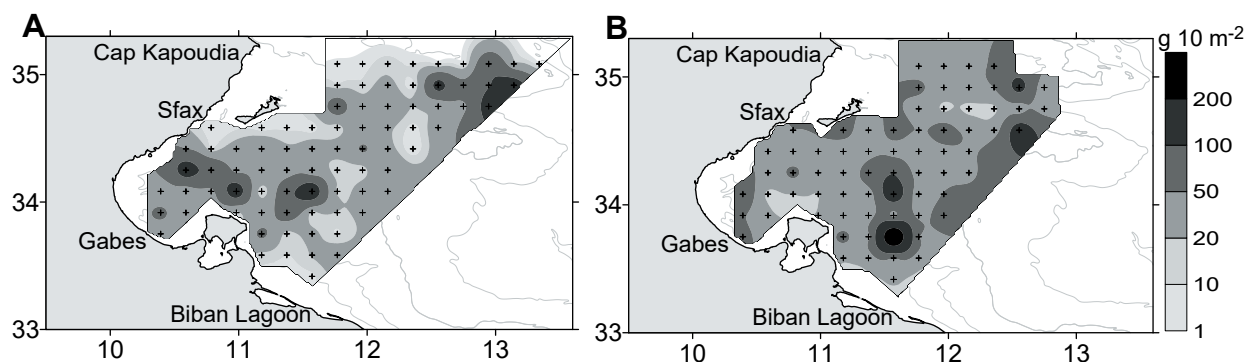 A
Cap Kapoudia
Sfax
Gabes
Biban Lagoon
35
34
33
10 11 12 13
B
Cap Kapoudia
Sfax
Gabes
Biban Lagoon
35
34
33
10 11 12 13
g 10 m-2
200
100
50
20
10
1